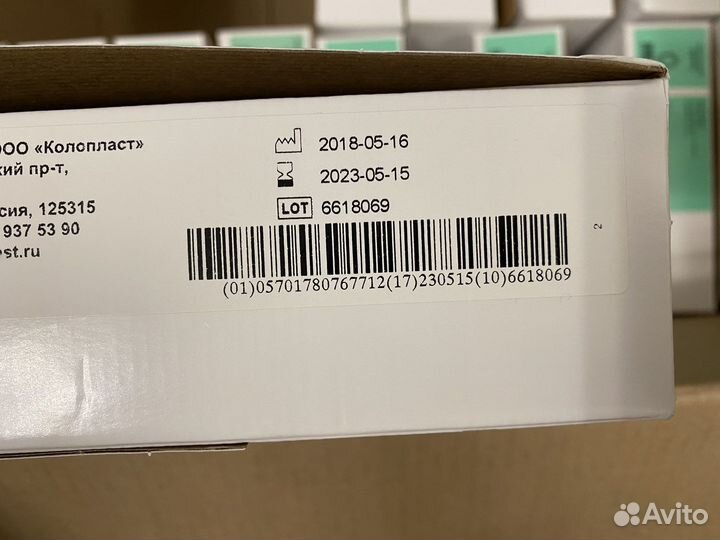 ООО «Колопласт»
кий пр-т,
сия, 125315
937 53 90
st.ru
2018-05-16
2023-05-15
LOT 6618069
(01)05701780767712(17)230515(10)6618069
2
Avito